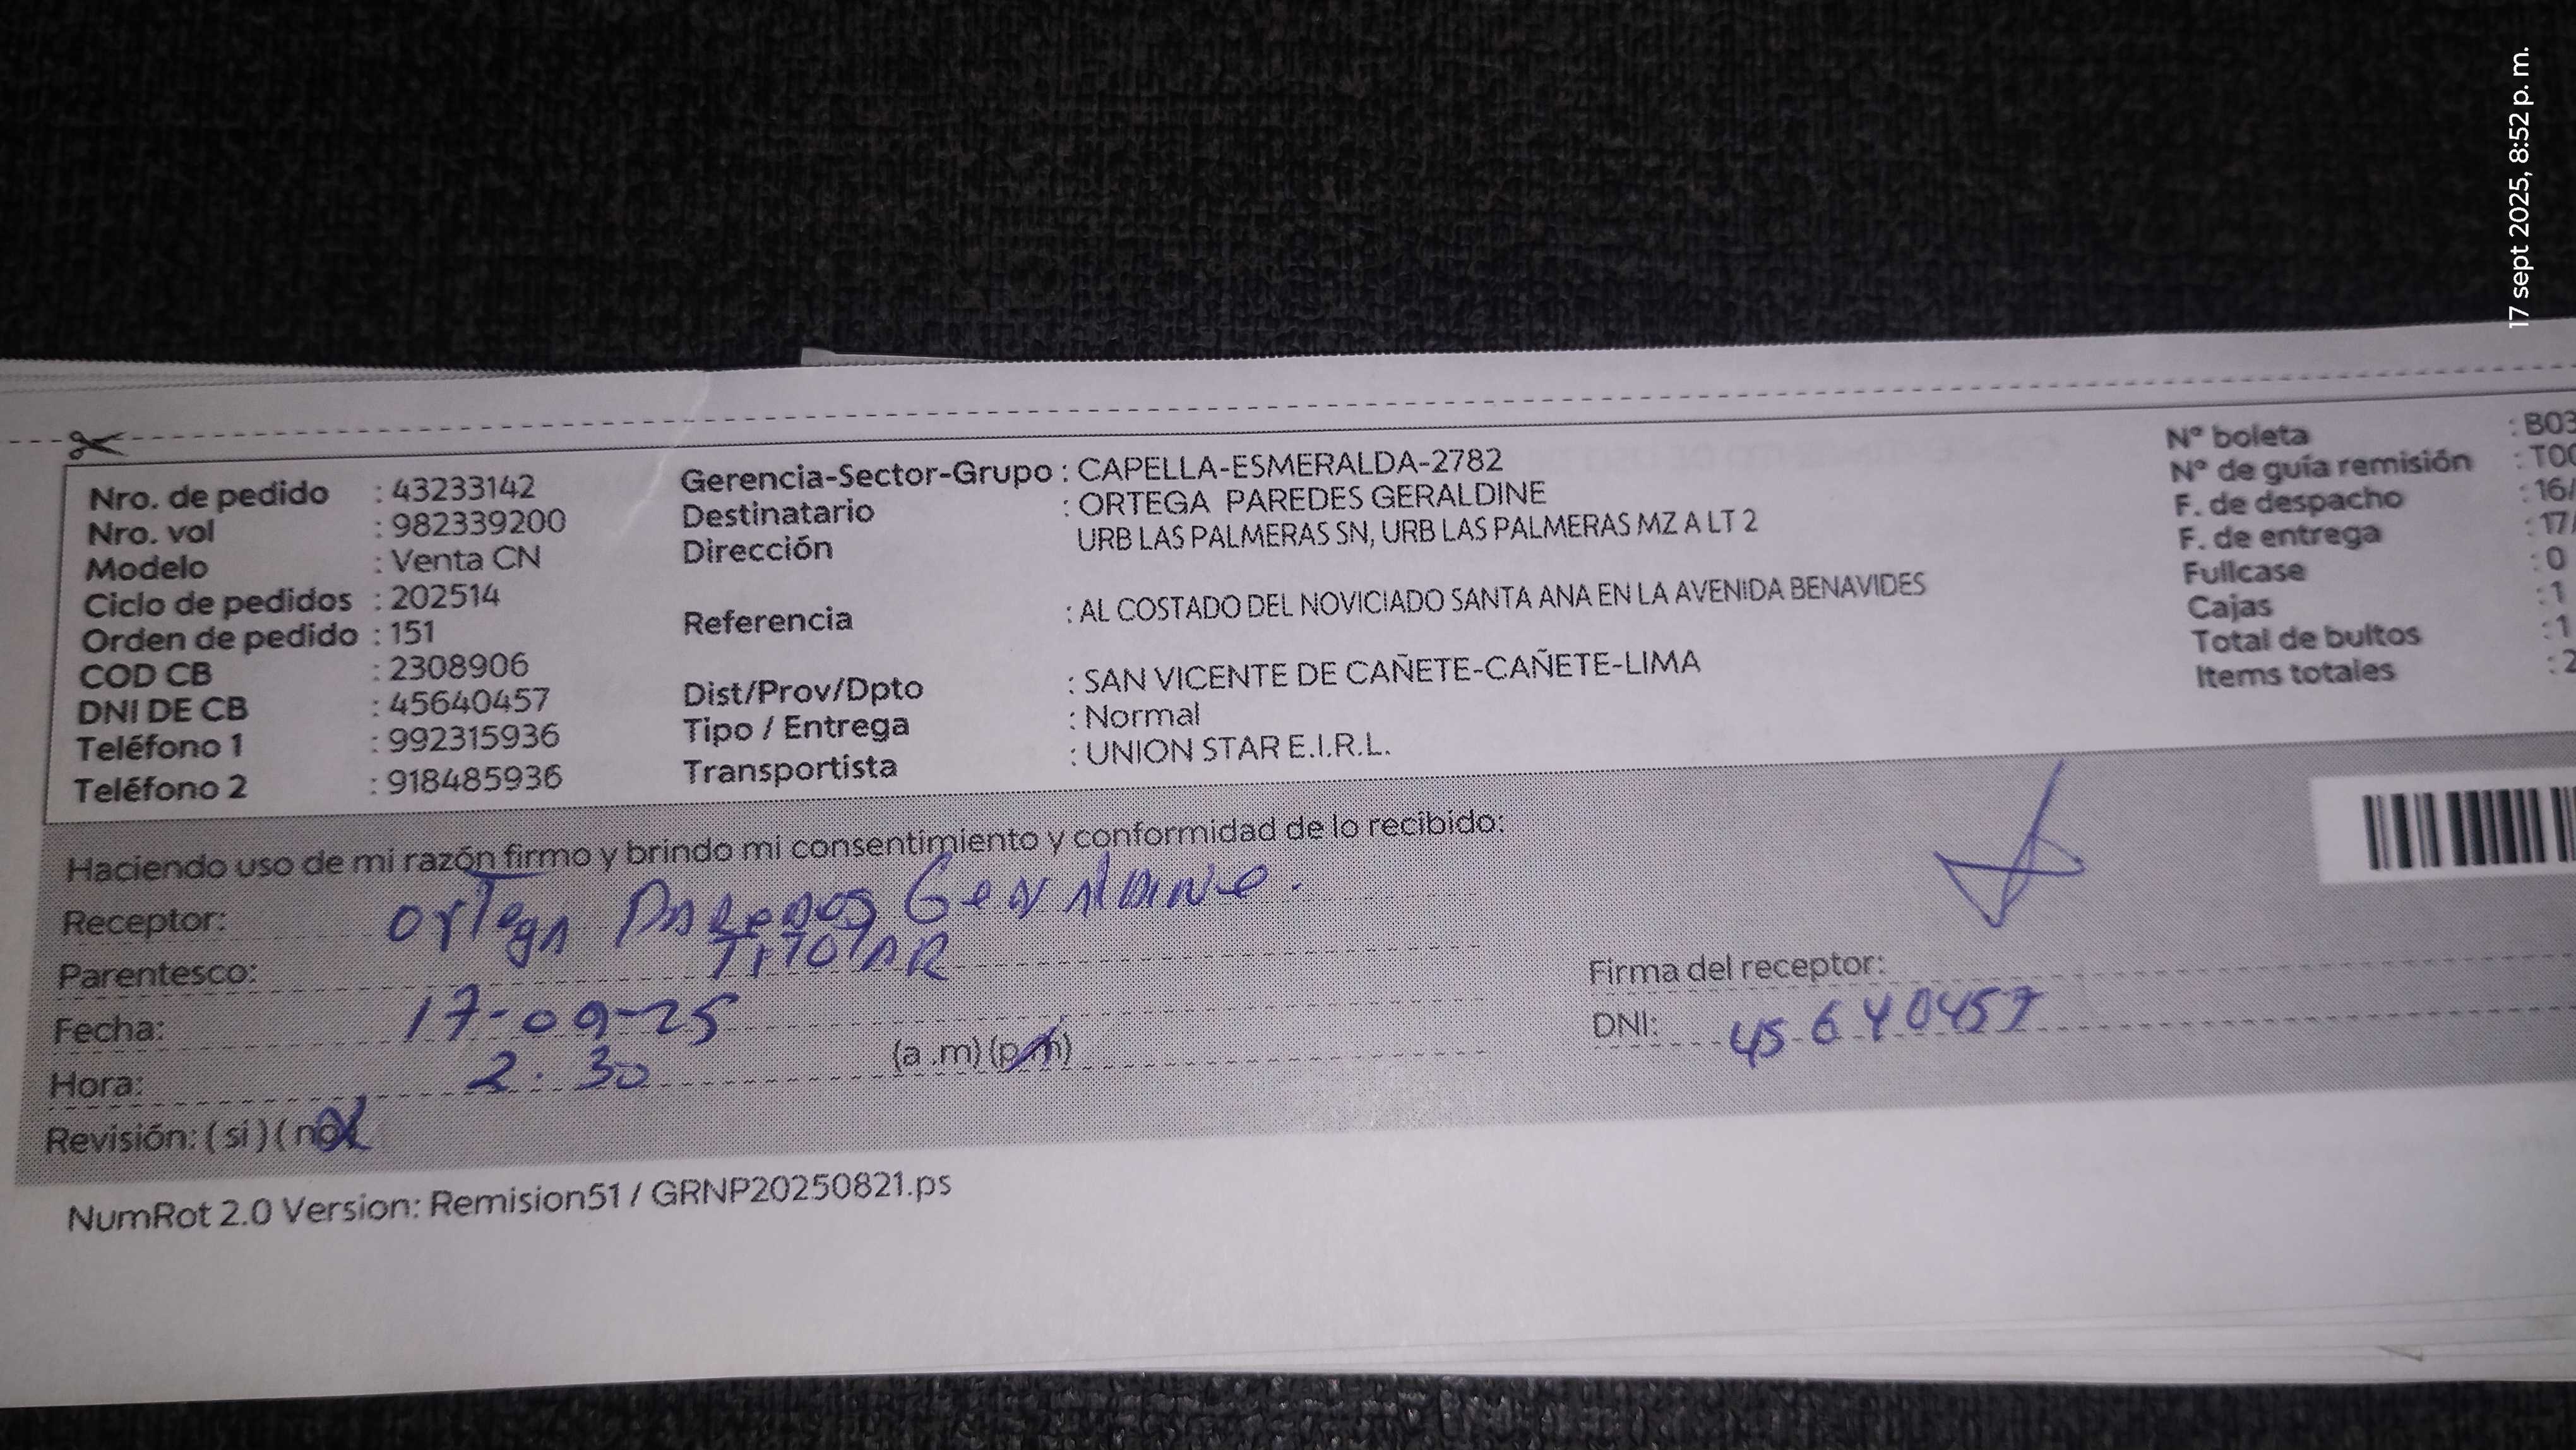 17 sept 2025, 8:52 p. m.
Nro. de pedido : 43233142
Nro. vol : 982339200
Modelo : Venta CN
Ciclo de pedidos : 202514
Orden de pedido : 151
COD CB : 2308906
DNI DE CB : 45640457
Teléfono 1 : 992315936
Teléfono 2 : 918485936
Gerencia-Sector-Grupo : CAPELLA-ESMERALDA-2782
Destinatario : ORTEGA PAREDES GERALDINE
Dirección URB LAS PALMERAS SN, URB LAS PALMERAS MZ A LT 2
Referencia : AL COSTADO DEL NOVICIADO SANTA ANA EN LA AVENIDA BENAVIDES
Dist/Prov/Dpto : SAN VICENTE DE CAÑETE-CAÑETE-LIMA
Tipo / Entrega : Normal
Transportista : UNION STAR E.I.R.L.
N° boleta : B03
N° de guía remisión : T00
F. de despacho : 16/
F. de entrega : 17/
Fullcase : 0
Cajas : 1
Total de bultos : 1
Items totales : 2
Haciendo uso de mi razón firmo y brindo mi consentimiento y conformidad de lo recibido:
Receptor: Ortega Paredes Geraldine.
Parentesco: TITULAR
Fecha: 17-09-25
Hora: 2:30 (a .m) (p.m)
Revisión: ( si ) ( no )
Firma del receptor:
DNI: 45640457
NumRot 2.0 Version: Remision51 / GRNP20250821.ps